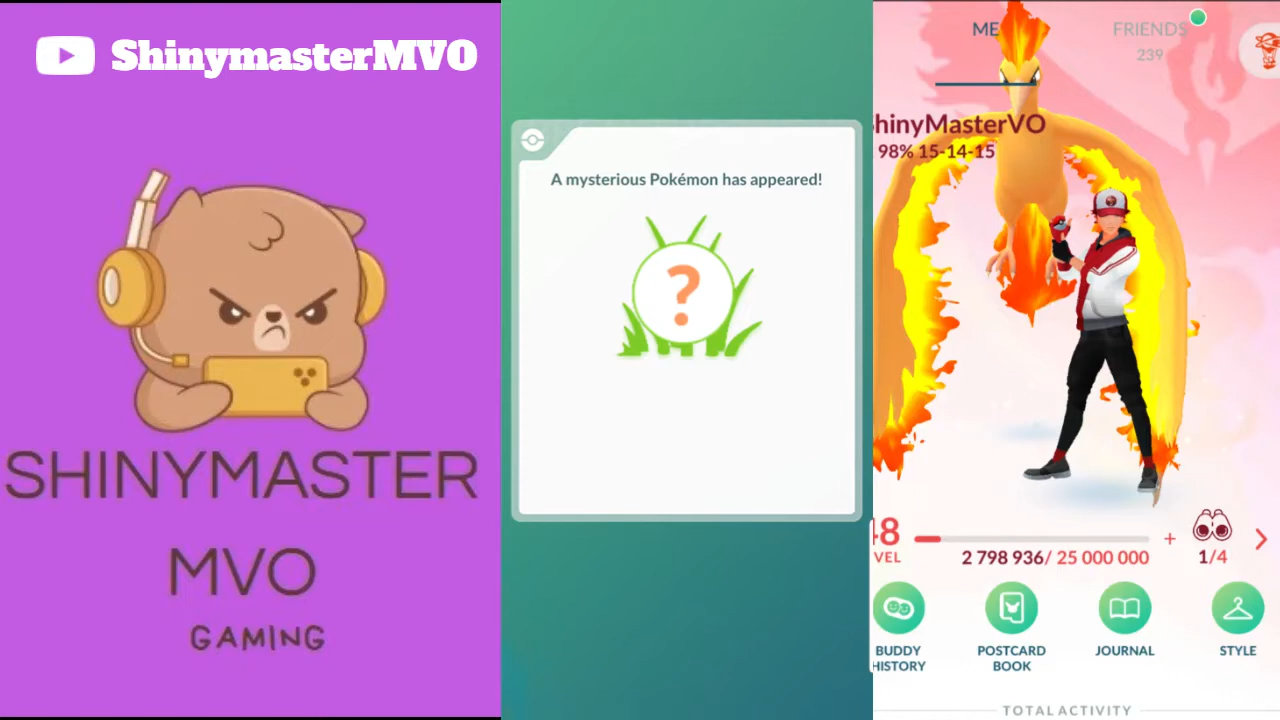 ShinymasterMVO
SHINYMASTER
MVO
GAMING
A mysterious Pokémon has appeared!
?
ME
FRIENDS
239
hinyMasterVO
98% 15-14-15
48
VEL
2 798 936/ 25 000 000
+
1/4
BUDDY
HISTORY
POSTCARD
BOOK
JOURNAL
STYLE
TOTAL ACTIVITY